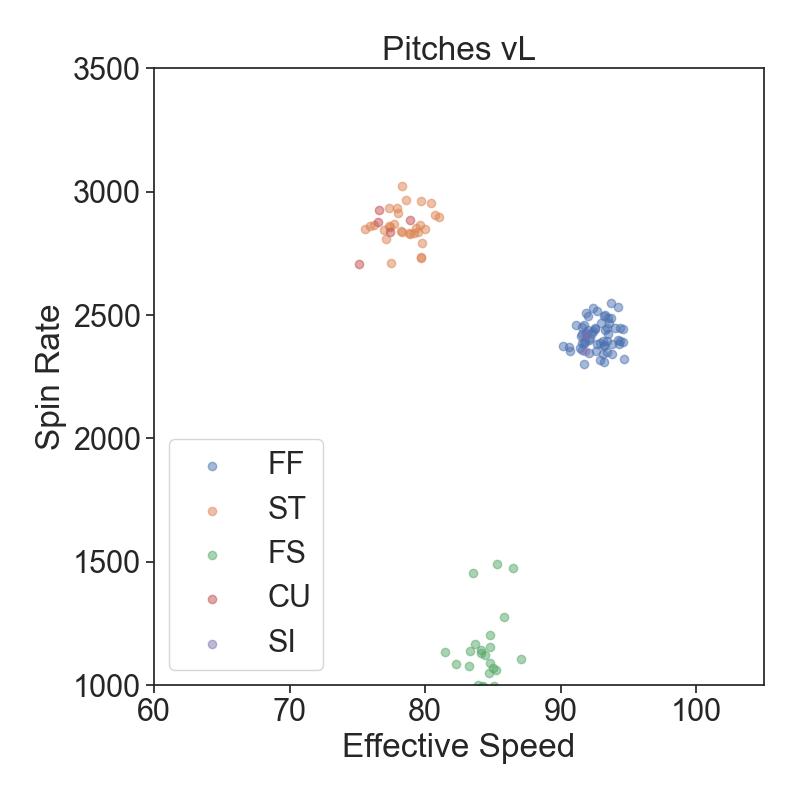 Pitches vL
3500
3000
2500
2000
1500
1000
Spin Rate
FF
ST
FS
CU
SI
60 70 80 90 100
Effective Speed